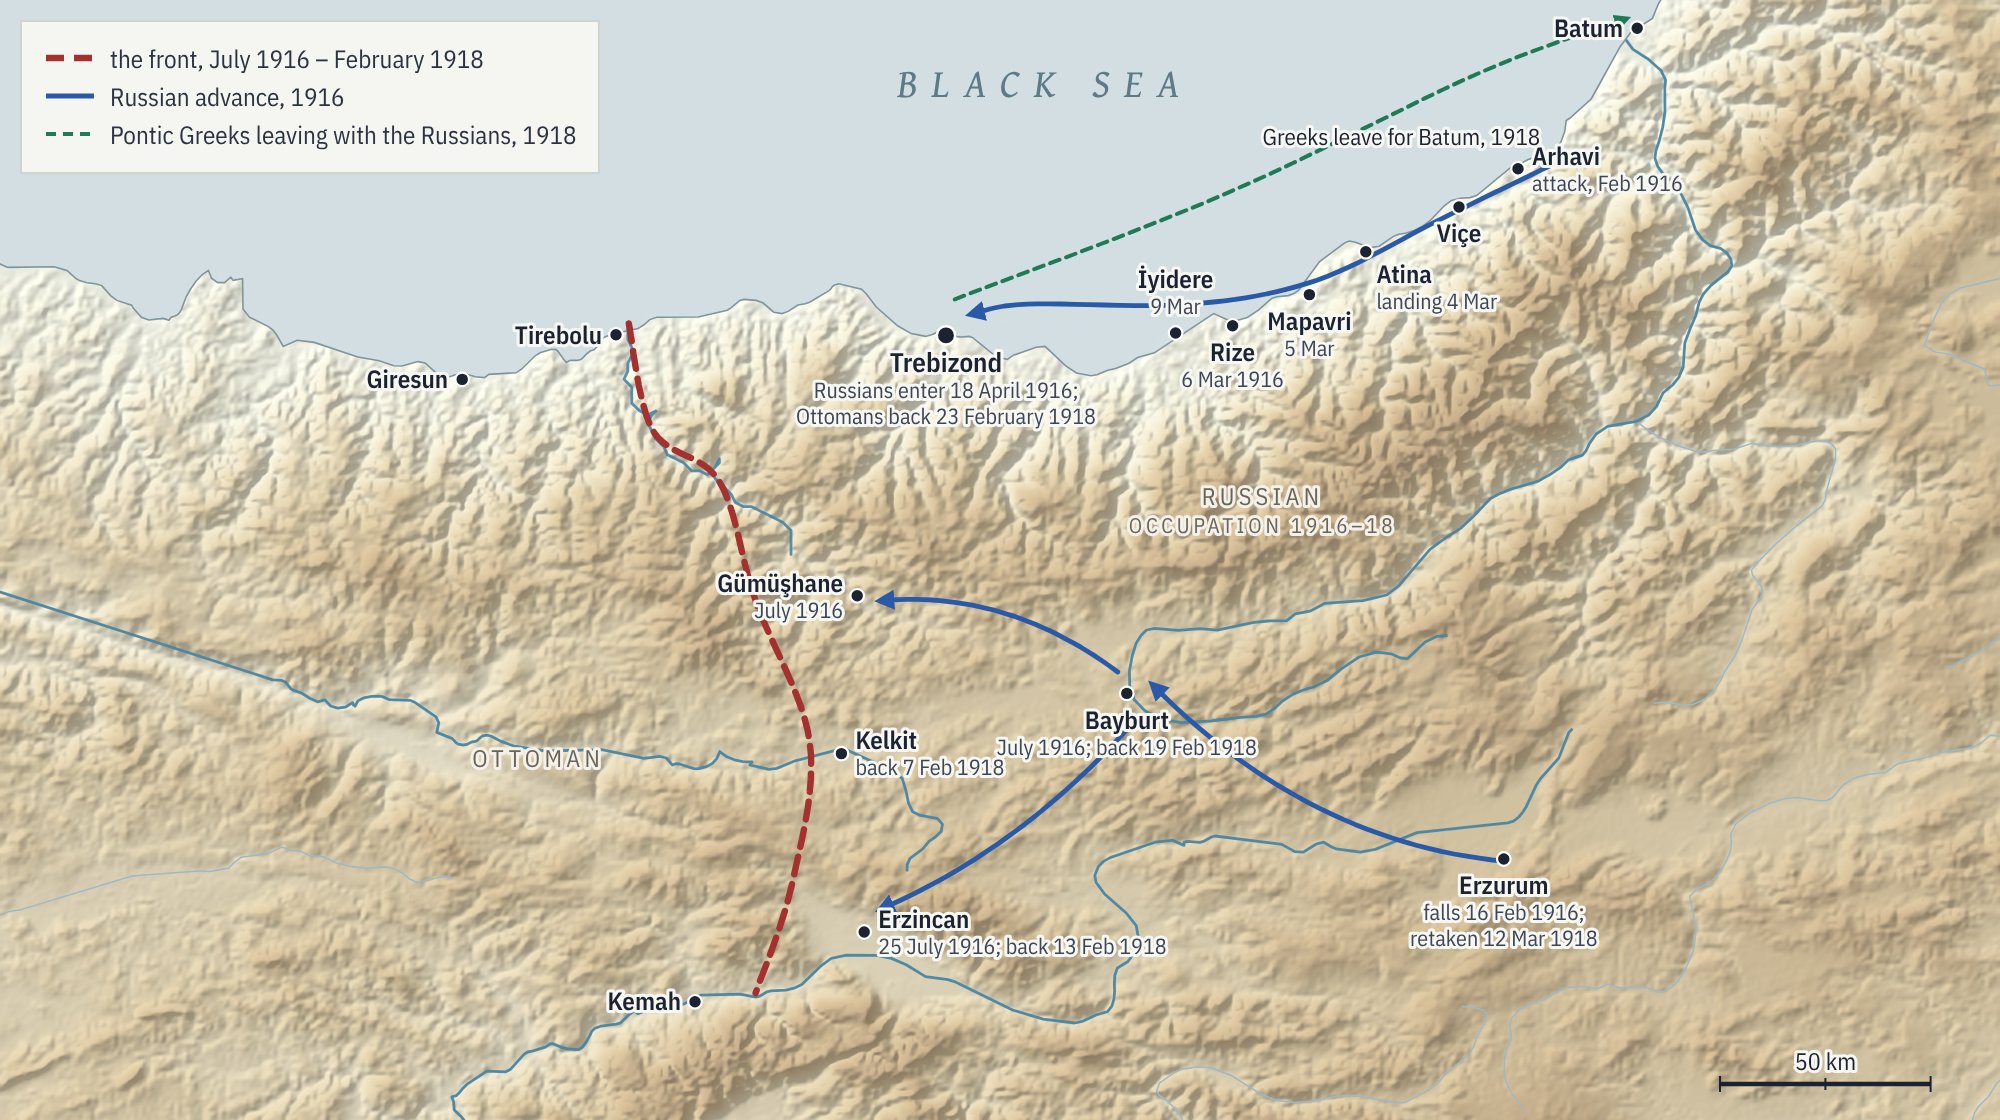 the front, July 1916 – February 1918
Russian advance, 1916
Pontic Greeks leaving with the Russians, 1918
BLACK SEA
Batum
Greeks leave for Batum, 1918
Arhavi
attack, Feb 1916
Viçe
Atina
landing 4 Mar
İyidere
9 Mar
Mapavri
5 Mar
Rize
6 Mar 1916
Trebizond
Russians enter 18 April 1916;
Ottomans back 23 February 1918
Tirebolu
Giresun
RUSSIAN
OCCUPATION 1916–18
Gümüşhane
July 1916
Bayburt
July 1916; back 19 Feb 1918
Kelkit
back 7 Feb 1918
OTTOMAN
Erzurum
falls 16 Feb 1916;
retaken 12 Mar 1918
Erzincan
25 July 1916; back 13 Feb 1918
Kemah
50 km